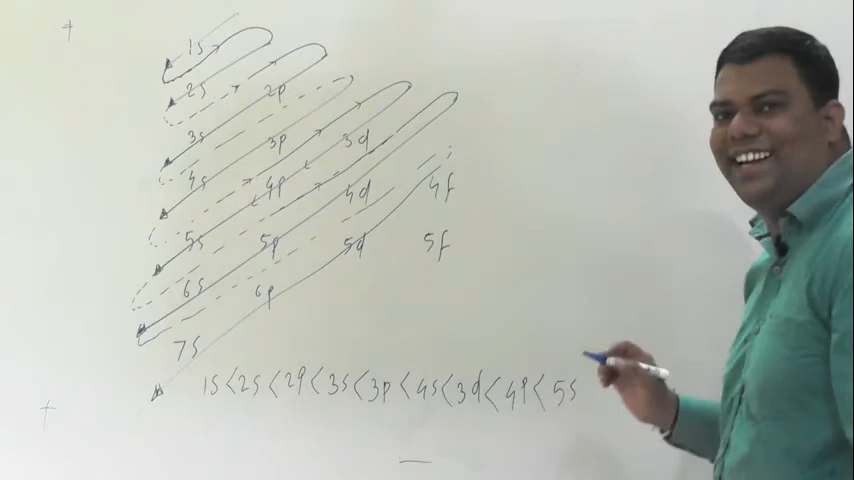 1s
2s 2p
3s 3p 3d
4s 4p 4d 4f
5s 5p 5d 5f
6s 6p
7s
1s<2s<2p<3s<3p<4s<3d<4p<5s